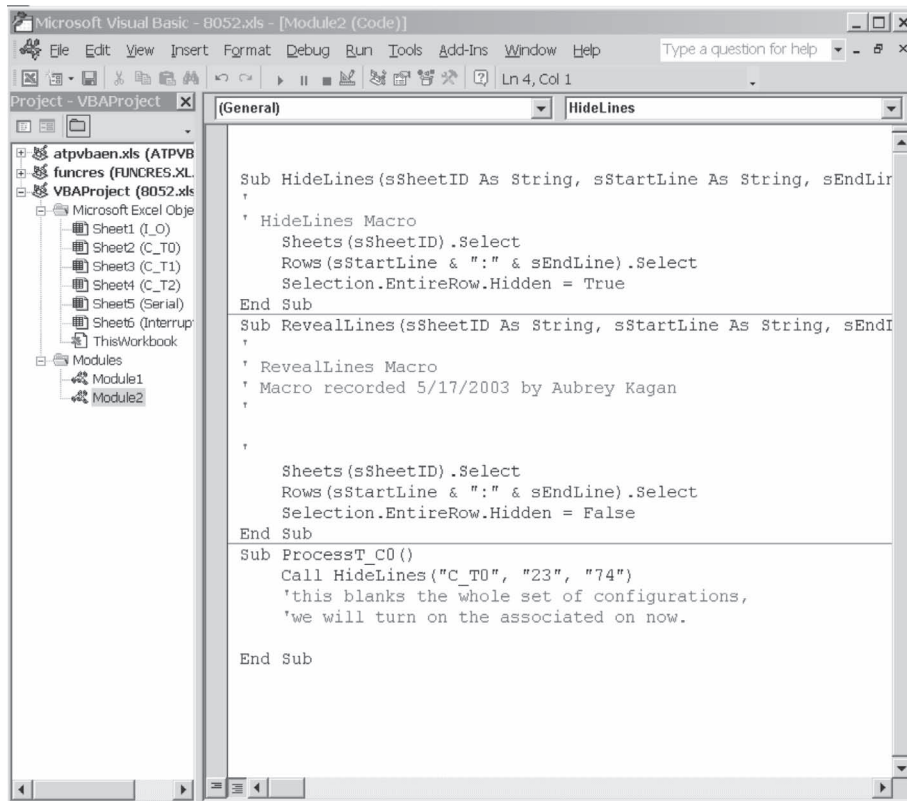 Microsoft Visual Basic - 8052.xls - [Module2 (Code)]
File Edit View Insert Format Debug Run Tools Add-Ins Window Help
Type a question for help
Ln 4, Col 1
Project - VBAProject
(General)
HideLines
atpvbaen.xls (ATPVB
funcres (FUNCRES.XL.
VBAProject (8052.xls
Microsoft Excel Obje
Sheet1 (I_O)
Sheet2 (C_T0)
Sheet3 (C_T1)
Sheet4 (C_T2)
Sheet5 (Serial)
Sheet6 (Interrup
ThisWorkbook
Modules
Module1
Module2
Sub HideLines(sSheetID As String, sStartLine As String, sEndLin
'
' HideLines Macro
Sheets(sSheetID).Select
Rows(sStartLine & ":" & sEndLine).Select
Selection.EntireRow.Hidden = True
End Sub
Sub RevealLines(sSheetID As String, sStartLine As String, sEndL
'
' RevealLines Macro
' Macro recorded 5/17/2003 by Aubrey Kagan
'
'
Sheets(sSheetID).Select
Rows(sStartLine & ":" & sEndLine).Select
Selection.EntireRow.Hidden = False
End Sub
Sub ProcessT_C0()
Call HideLines("C_T0", "23", "74")
'this blanks the whole set of configurations,
'we will turn on the associated on now.
End Sub